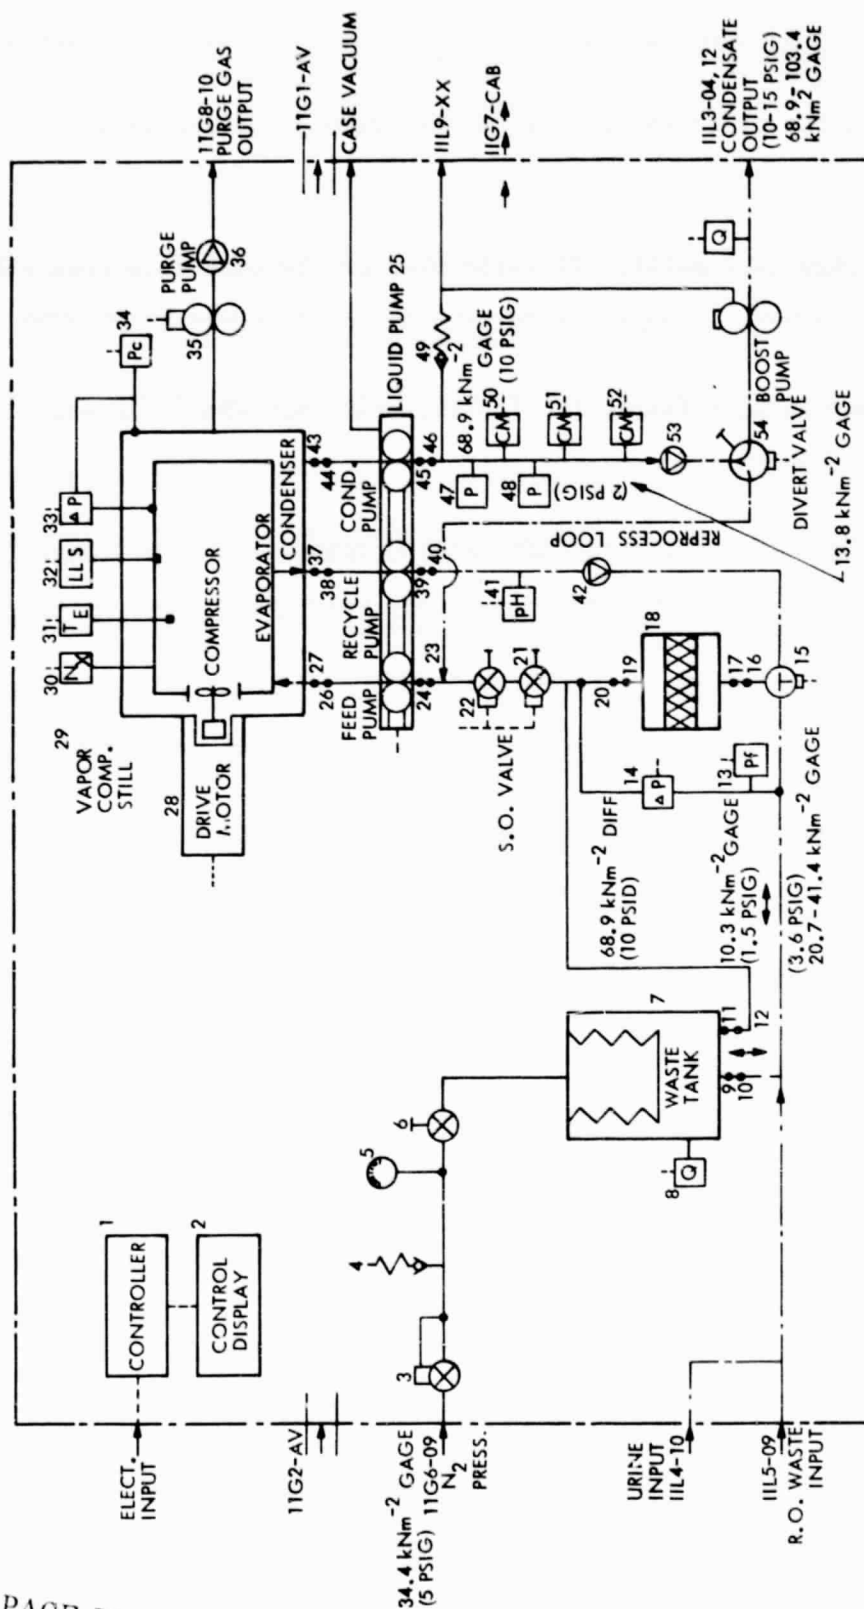 ELECT.
INPUT
1
CONTROLLER
2
CONTROL
DISPLAY
11G2-AV
34.4 kNm⁻² GAGE
(5 PSIG)
11G6-09
N₂
PRESS.
3
4
5
6
URINE
INPUT
IIL4-10
IIL5-09
R.O. WASTE
INPUT
7
WASTE
TANK
8
Q
9
10
11
12
68.9 kNm⁻² DIFF
(10 PSID)
10.3 kNm⁻² GAGE
(1.5 PSIG)
(3.6 PSIG)
20.7-41.4 kNm⁻² GAGE
13
Pf
14
ΔP
15
16
17
18
19
20
S.O. VALVE
21
22
23
24
FEED
PUMP
RECYCLE
PUMP
COND.
PUMP
LIQUID PUMP 25
26
27
28
DRIVE
MOTOR
29
VAPOR
COMP.
STILL
COMPRESSOR
EVAPORATOR
CONDENSER
30
31
TE
32
LLS
33
ΔP
34
Pc
35
PURGE
PUMP
36
37
38
39
40
41
pH
42
43
44
45
46
47
P
48
P
68.9 kNm⁻²
GAGE
(10 PSIG)
(2 PSIG)
13.8 kNm⁻² GAGE
49
CM
50
CM
51
CM
52
53
54
REPROCESS LOOP
DIVERT VALVE
BOOST
PUMP
Q
11G8-10
PURGE GAS
OUTPUT
11G1-AV
CASE VACUUM
IIL9-XX
IIG7-CAB
IIL3-04,12
CONDENSATE
OUTPUT
(10-15 PSIG)
68.9-103.4
kNm² GAGE
PAGE